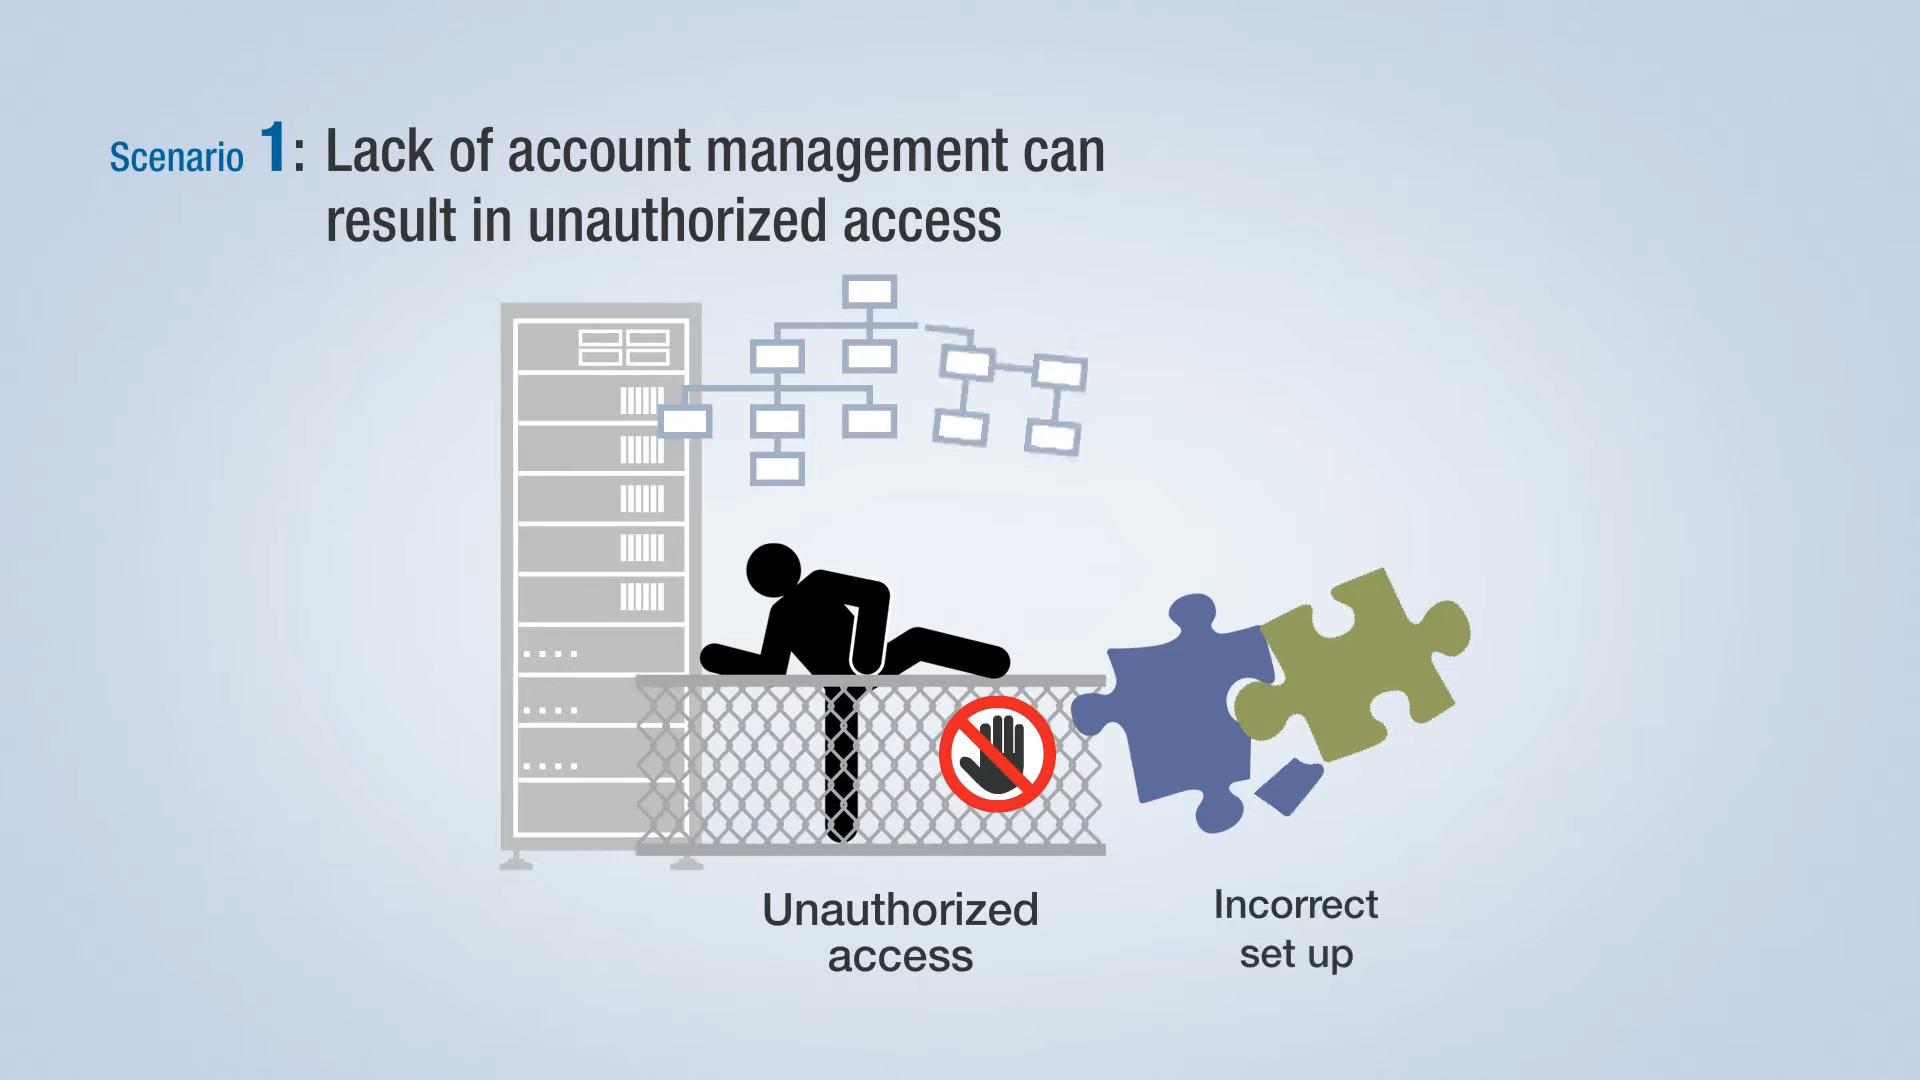 Scenario 1: Lack of account management can
result in unauthorized access
Unauthorized
access
Incorrect
set up